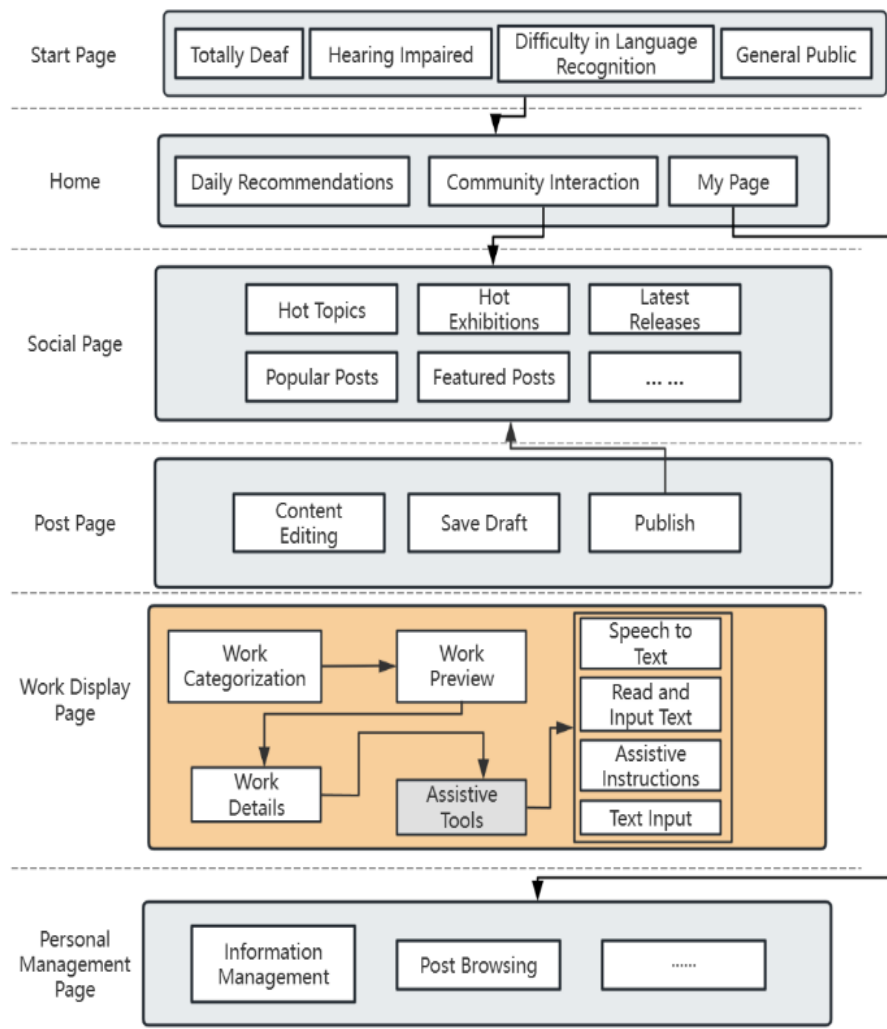 Start Page
Totally Deaf
Hearing Impaired
Difficulty in Language
Recognition
General Public
Home
Daily Recommendations
Community Interaction
My Page
Social Page
Hot Topics
Hot
Exhibitions
Latest
Releases
Popular Posts
Featured Posts
... ...
Post Page
Content
Editing
Save Draft
Publish
Work Display
Page
Work
Categorization
Work
Preview
Work
Details
Assistive
Tools
Speech to
Text
Read and
Input Text
Assistive
Instructions
Text Input
Personal
Management
Page
Information
Management
Post Browsing
......